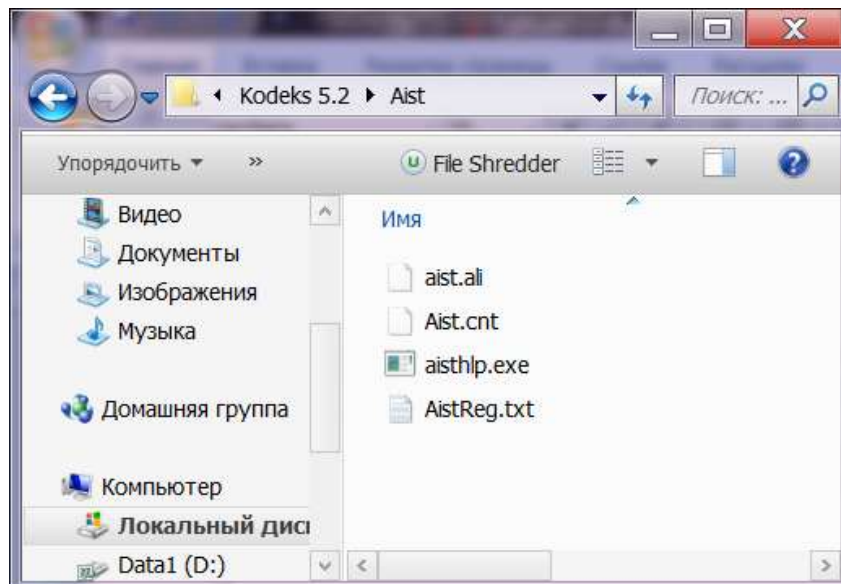 Kodeks 5.2 Aist
Поиск: ...
Упорядочить » File Shredder
Видео
Документы
Изображения
Музыка
Домашняя группа
Компьютер
Локальный дис
Data1 (D:)
Имя
aist.ali
Aist.cnt
aisthlp.exe
AistReg.txt